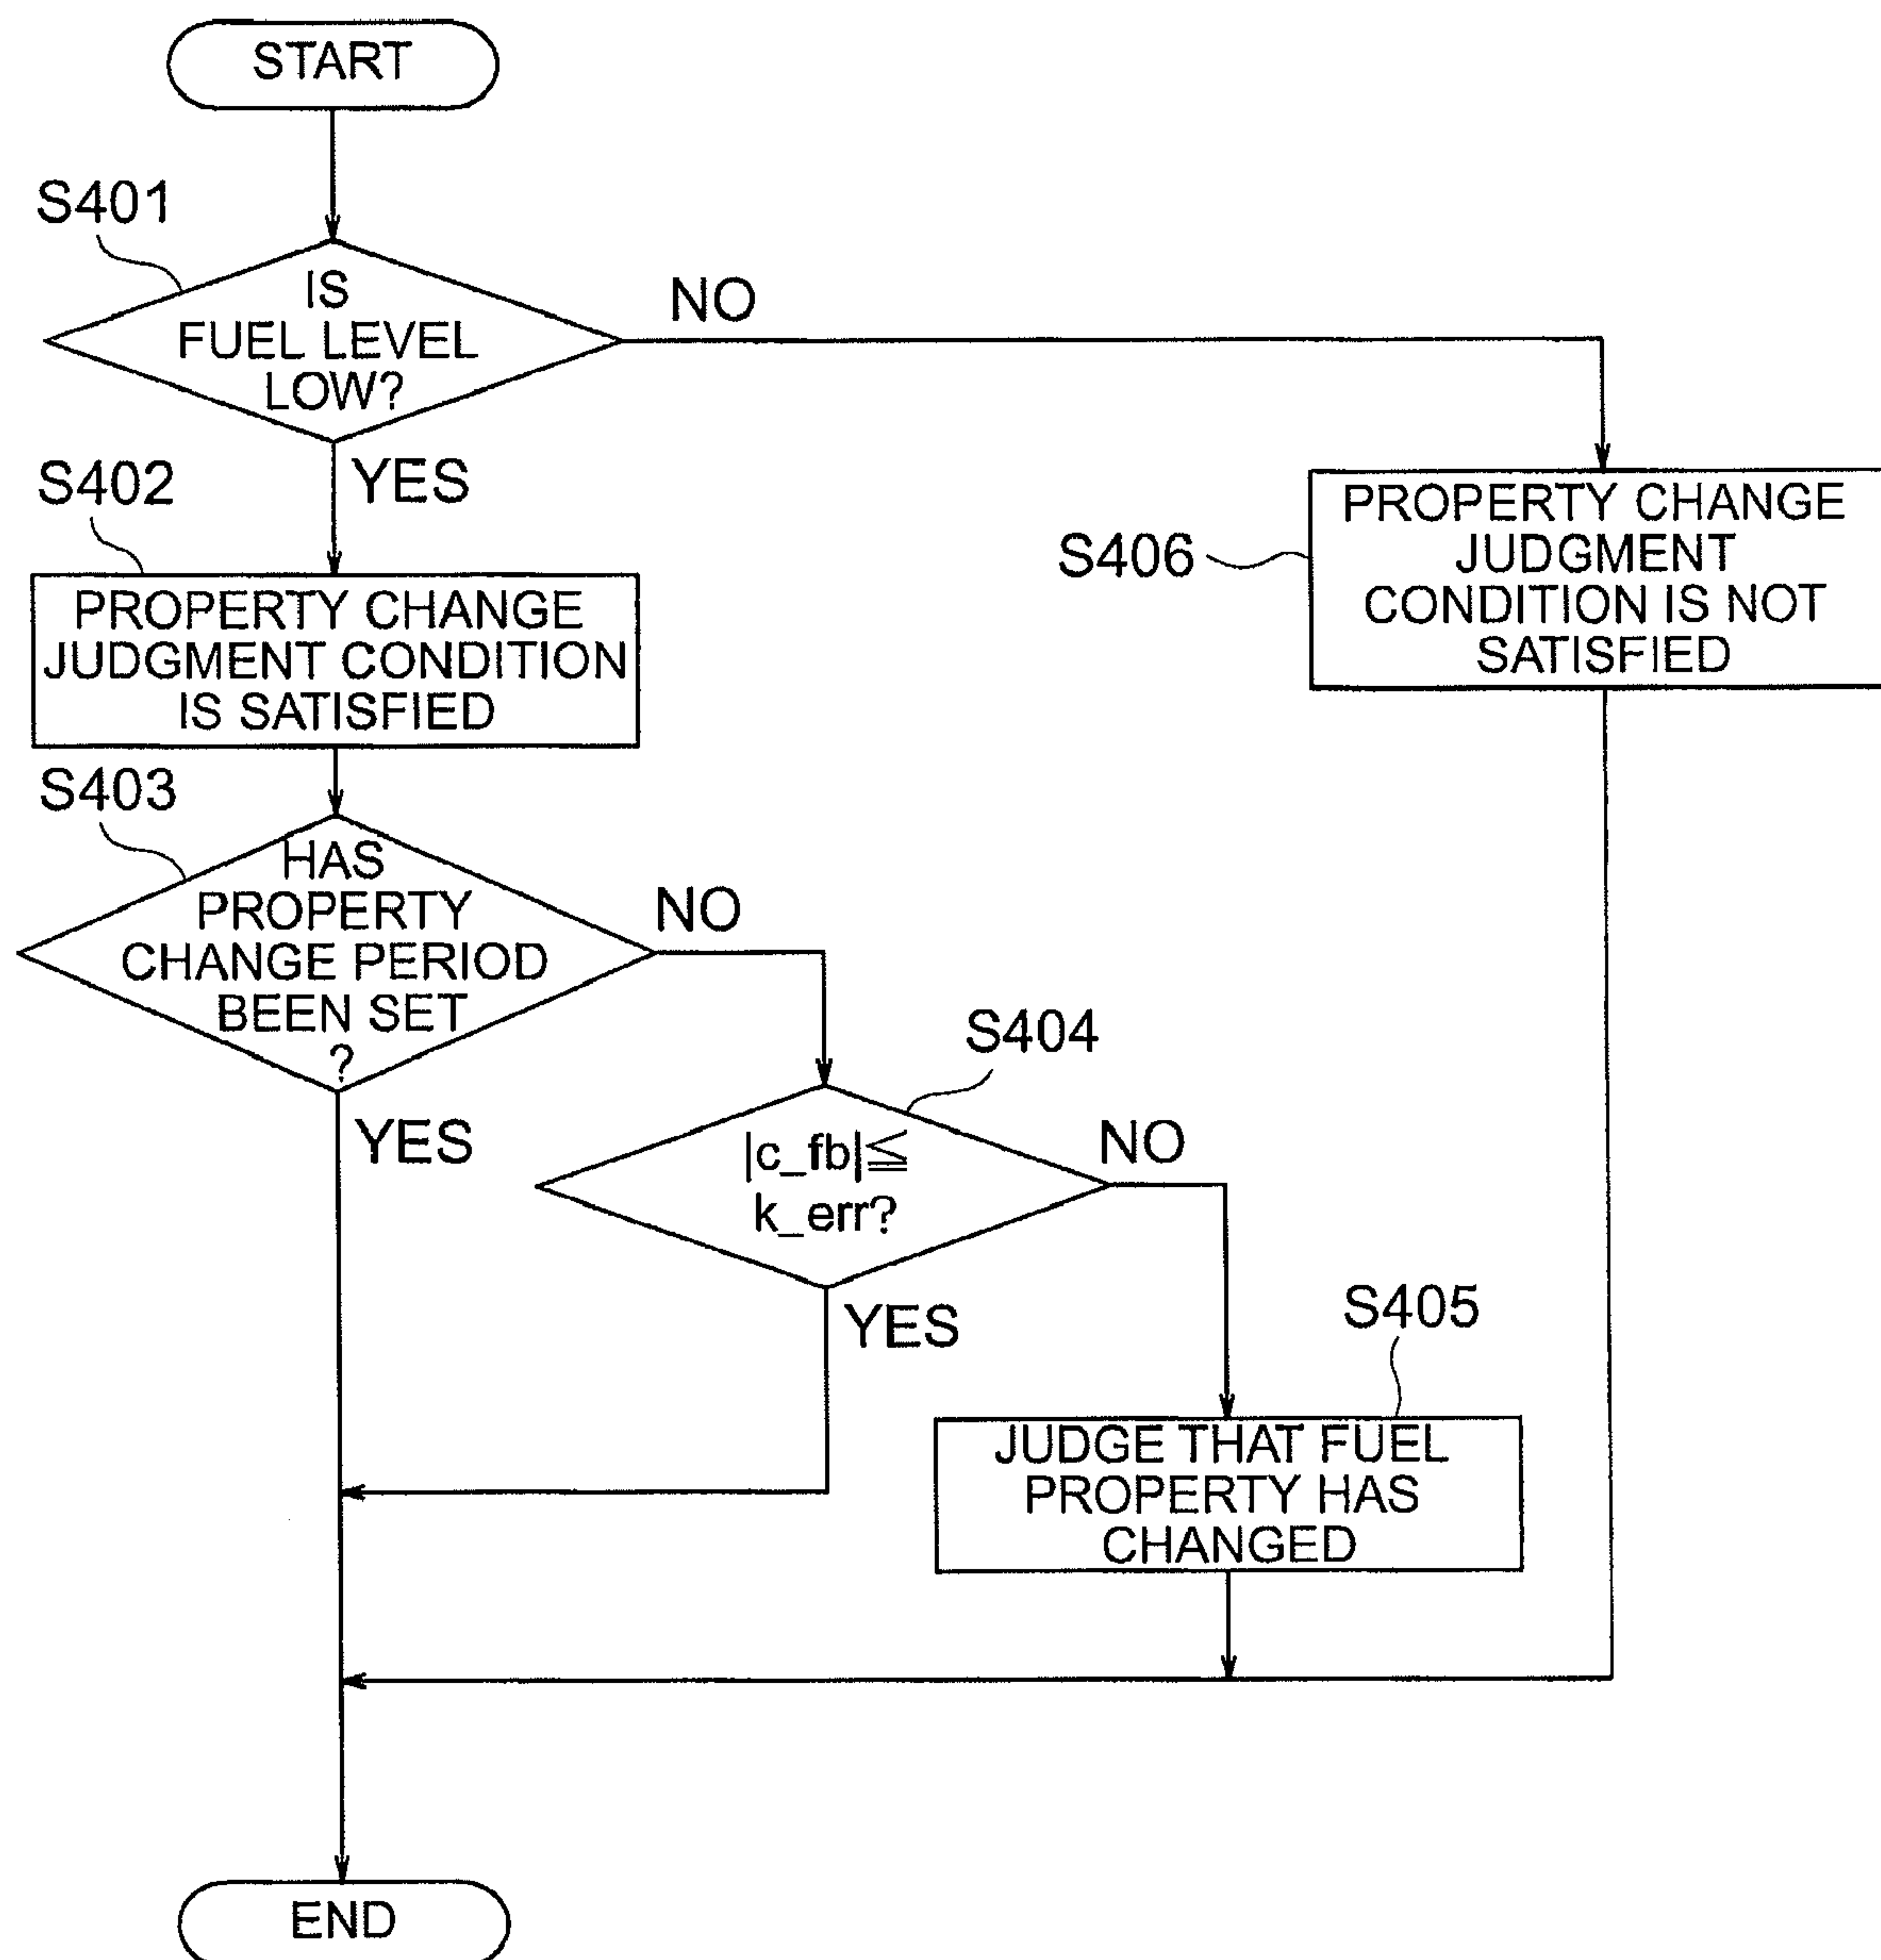 START
S401
IS
FUEL LEVEL
LOW?
NO
YES
S402
PROPERTY CHANGE
JUDGMENT CONDITION
IS SATISFIED
S406
PROPERTY CHANGE
JUDGMENT
CONDITION IS NOT
SATISFIED
S403
HAS
PROPERTY
CHANGE PERIOD
BEEN SET
?
NO
YES
S404
|c_fb|≦
k_err?
NO
YES
S405
JUDGE THAT FUEL
PROPERTY HAS
CHANGED
END